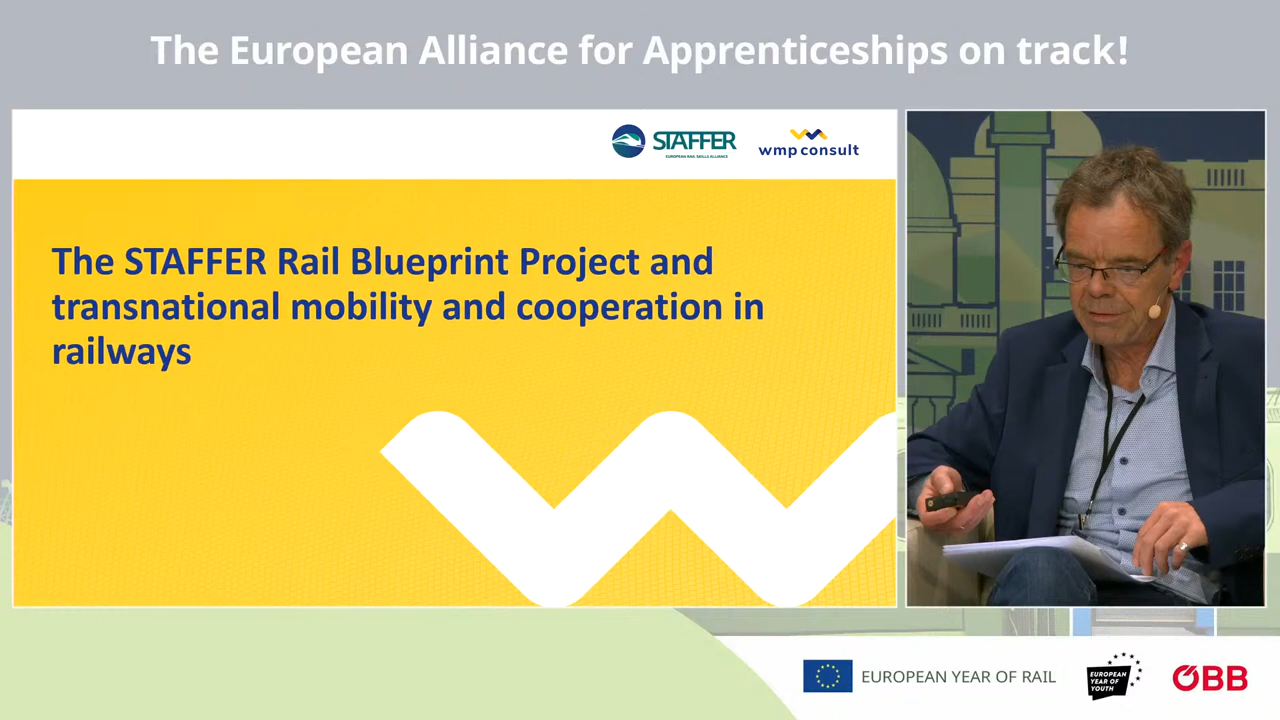 The European Alliance for Apprenticeships on track!
STAFFER
EUROPEAN RAIL SKILLS ALLIANCE
wmp consult
The STAFFER Rail Blueprint Project and
transnational mobility and cooperation in
railways
EUROPEAN YEAR OF RAIL
EUROPEAN
YEAR OF
YOUTH
ÖBB